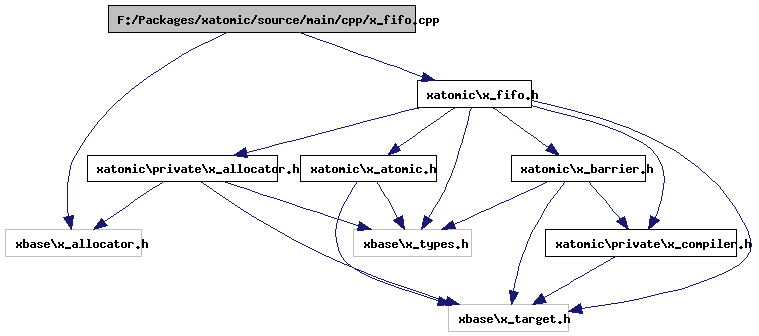 F:/Packages/xatomic/source/main/cpp/x_fifo.cpp
xatomic\x_fifo.h
xatomic\private\x_allocator.h
xatomic\x_atomic.h
xatomic\x_barrier.h
xbase\x_allocator.h
xbase\x_types.h
xatomic\private\x_compiler.h
xbase\x_target.h